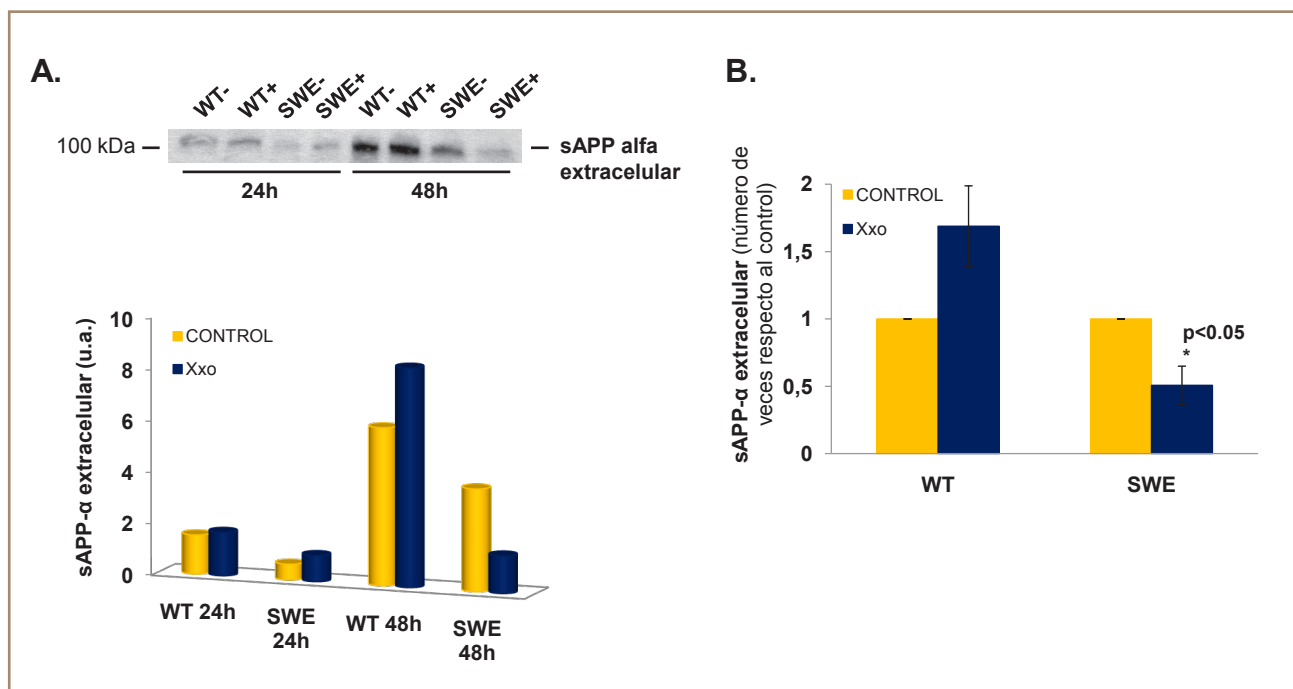 A.
WT- WT+ SWE- SWE+ WT- WT+ SWE- SWE+
100 kDa
sAPP alfa
extracelular
24h 48h
sAPP-α extracelular (u.a.)
10
8
6
4
2
0
CONTROL
Xxo
WT 24h
SWE
24h
WT 48h
SWE
48h
B.
sAPP-α extracelular (número de
veces respecto al control)
2
1,5
1
0,5
0
CONTROL
Xxo
p<0.05
*
WT
SWE